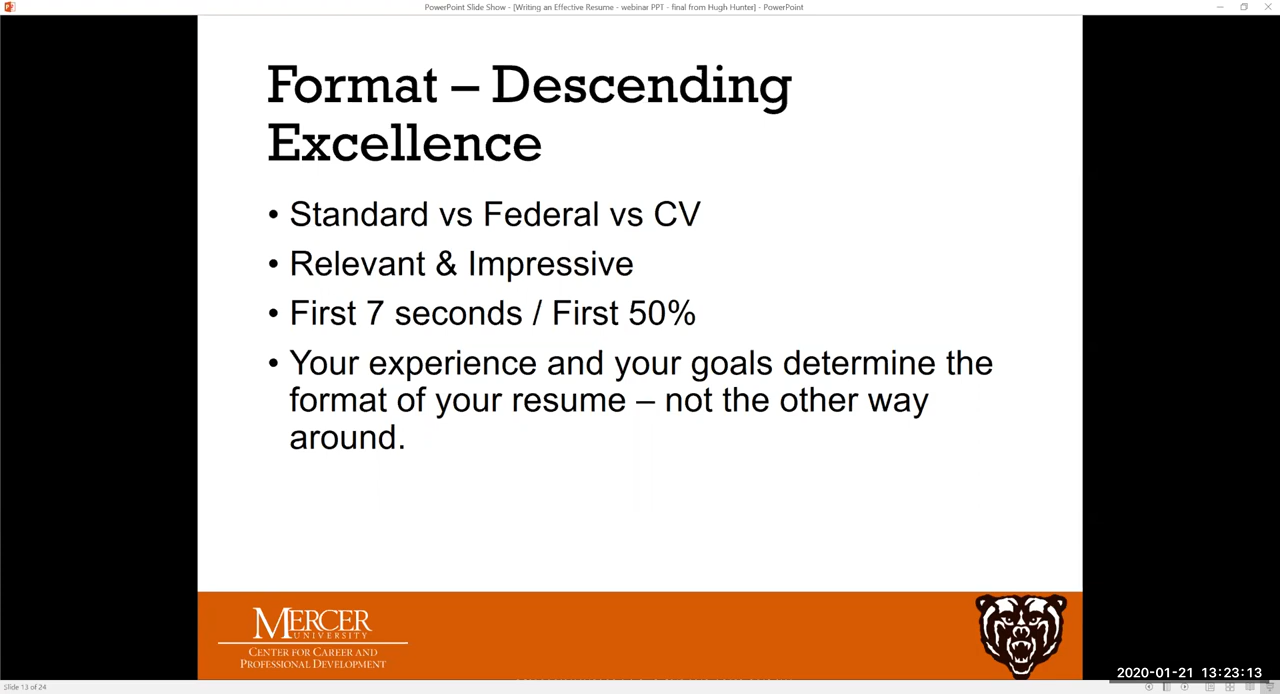 PowerPoint Slide Show - [Writing an Effective Resume - webinar PPT - final from Hugh Hunter] - PowerPoint
Format – Descending
Excellence
• Standard vs Federal vs CV
• Relevant & Impressive
• First 7 seconds / First 50%
• Your experience and your goals determine the
format of your resume – not the other way
around.
MERCER
UNIVERSITY
CENTER FOR CAREER AND
PROFESSIONAL DEVELOPMENT
2020-01-21 13:23:13
Slide 13 of 24